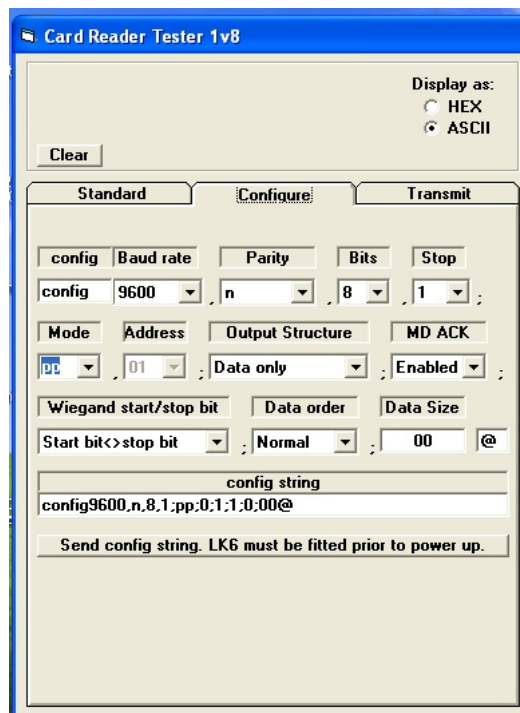 Card Reader Tester 1v8
Display as:
HEX
ASCII
Clear
Standard Configure Transmit
config Baud rate Parity Bits Stop
config 9600 , n , 8 , 1 ;
Mode Address Output Structure MD ACK
pp , 01 ; Data only ; Enabled ;
Wiegand start/stop bit Data order Data Size
Start bit<>stop bit ; Normal ; 00 @
config string
config9600,n,8,1;pp;0;1;1;0;00@
Send config string. LK6 must be fitted prior to power up.